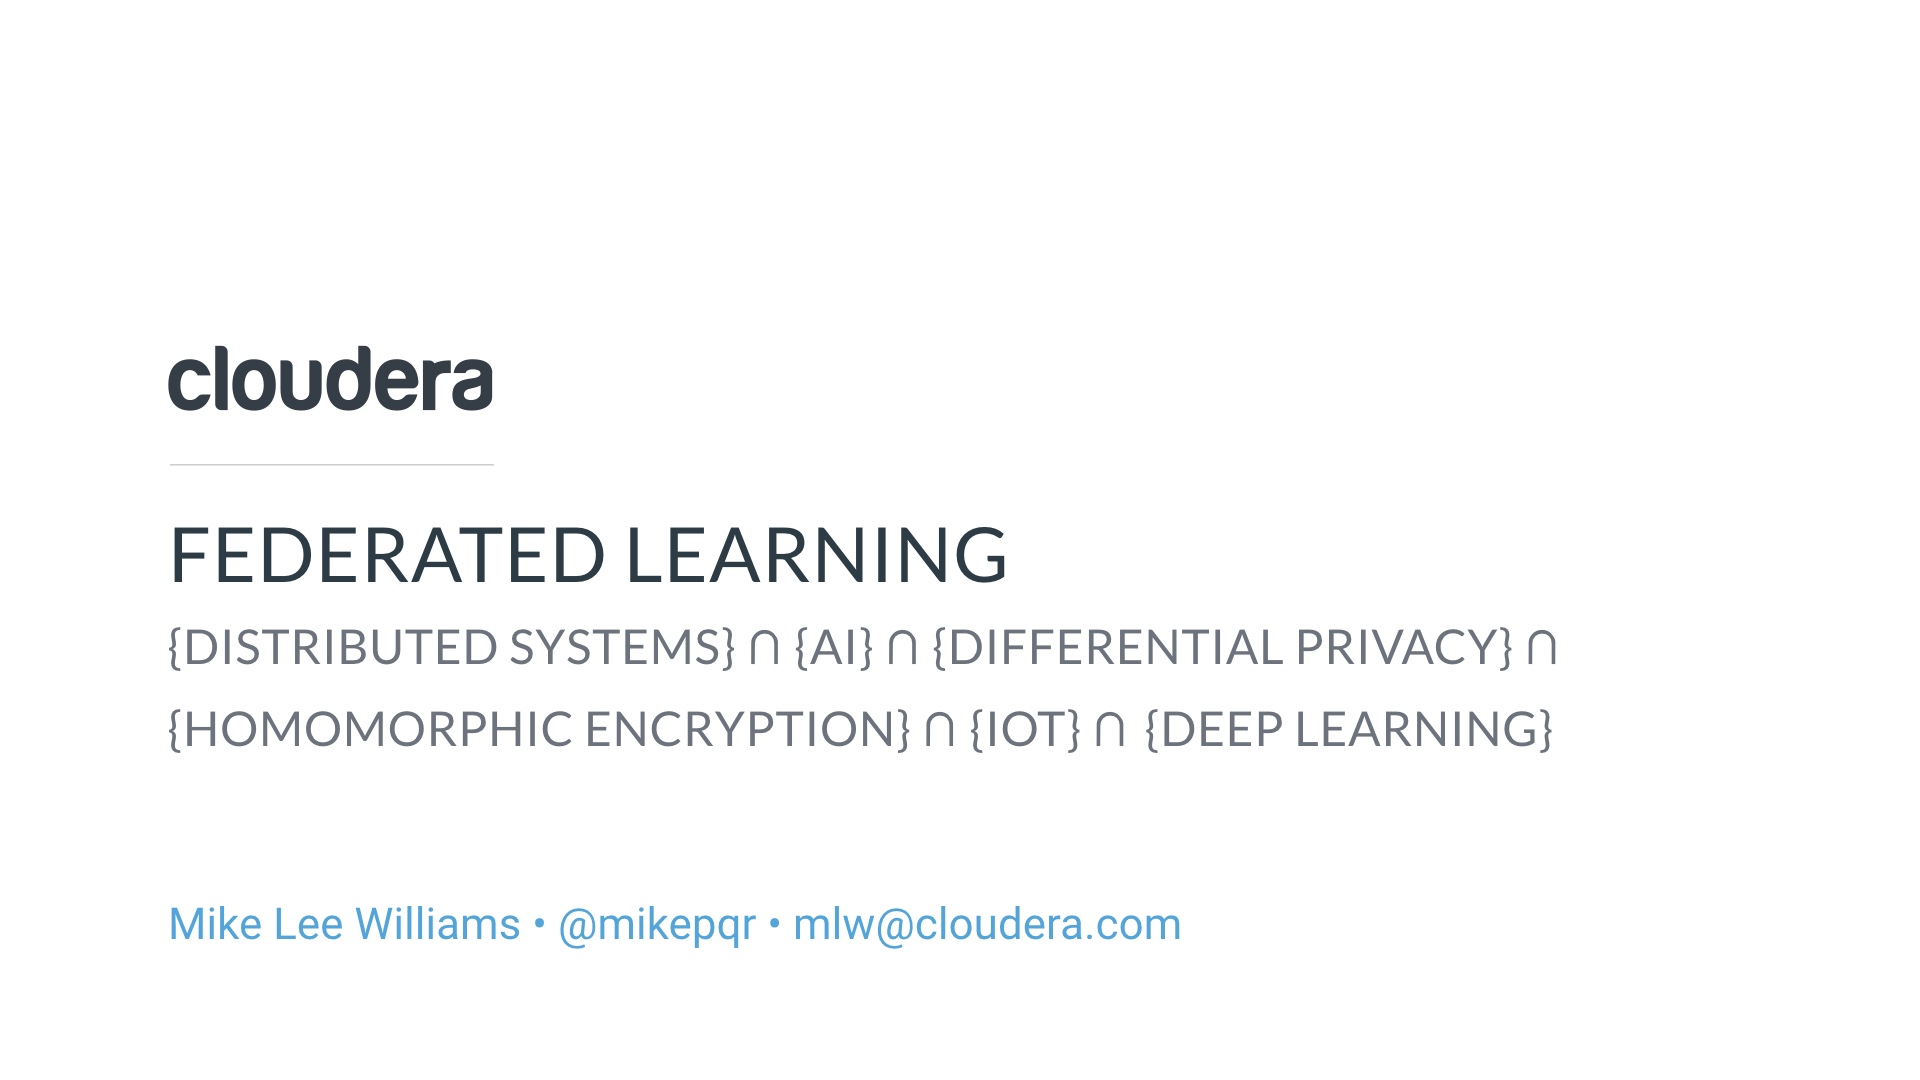 cloudera
FEDERATED LEARNING
{DISTRIBUTED SYSTEMS} ∩ {AI} ∩ {DIFFERENTIAL PRIVACY} ∩
{HOMOMORPHIC ENCRYPTION} ∩ {IOT} ∩ {DEEP LEARNING}
Mike Lee Williams • @mikepqr • mlw@cloudera.com